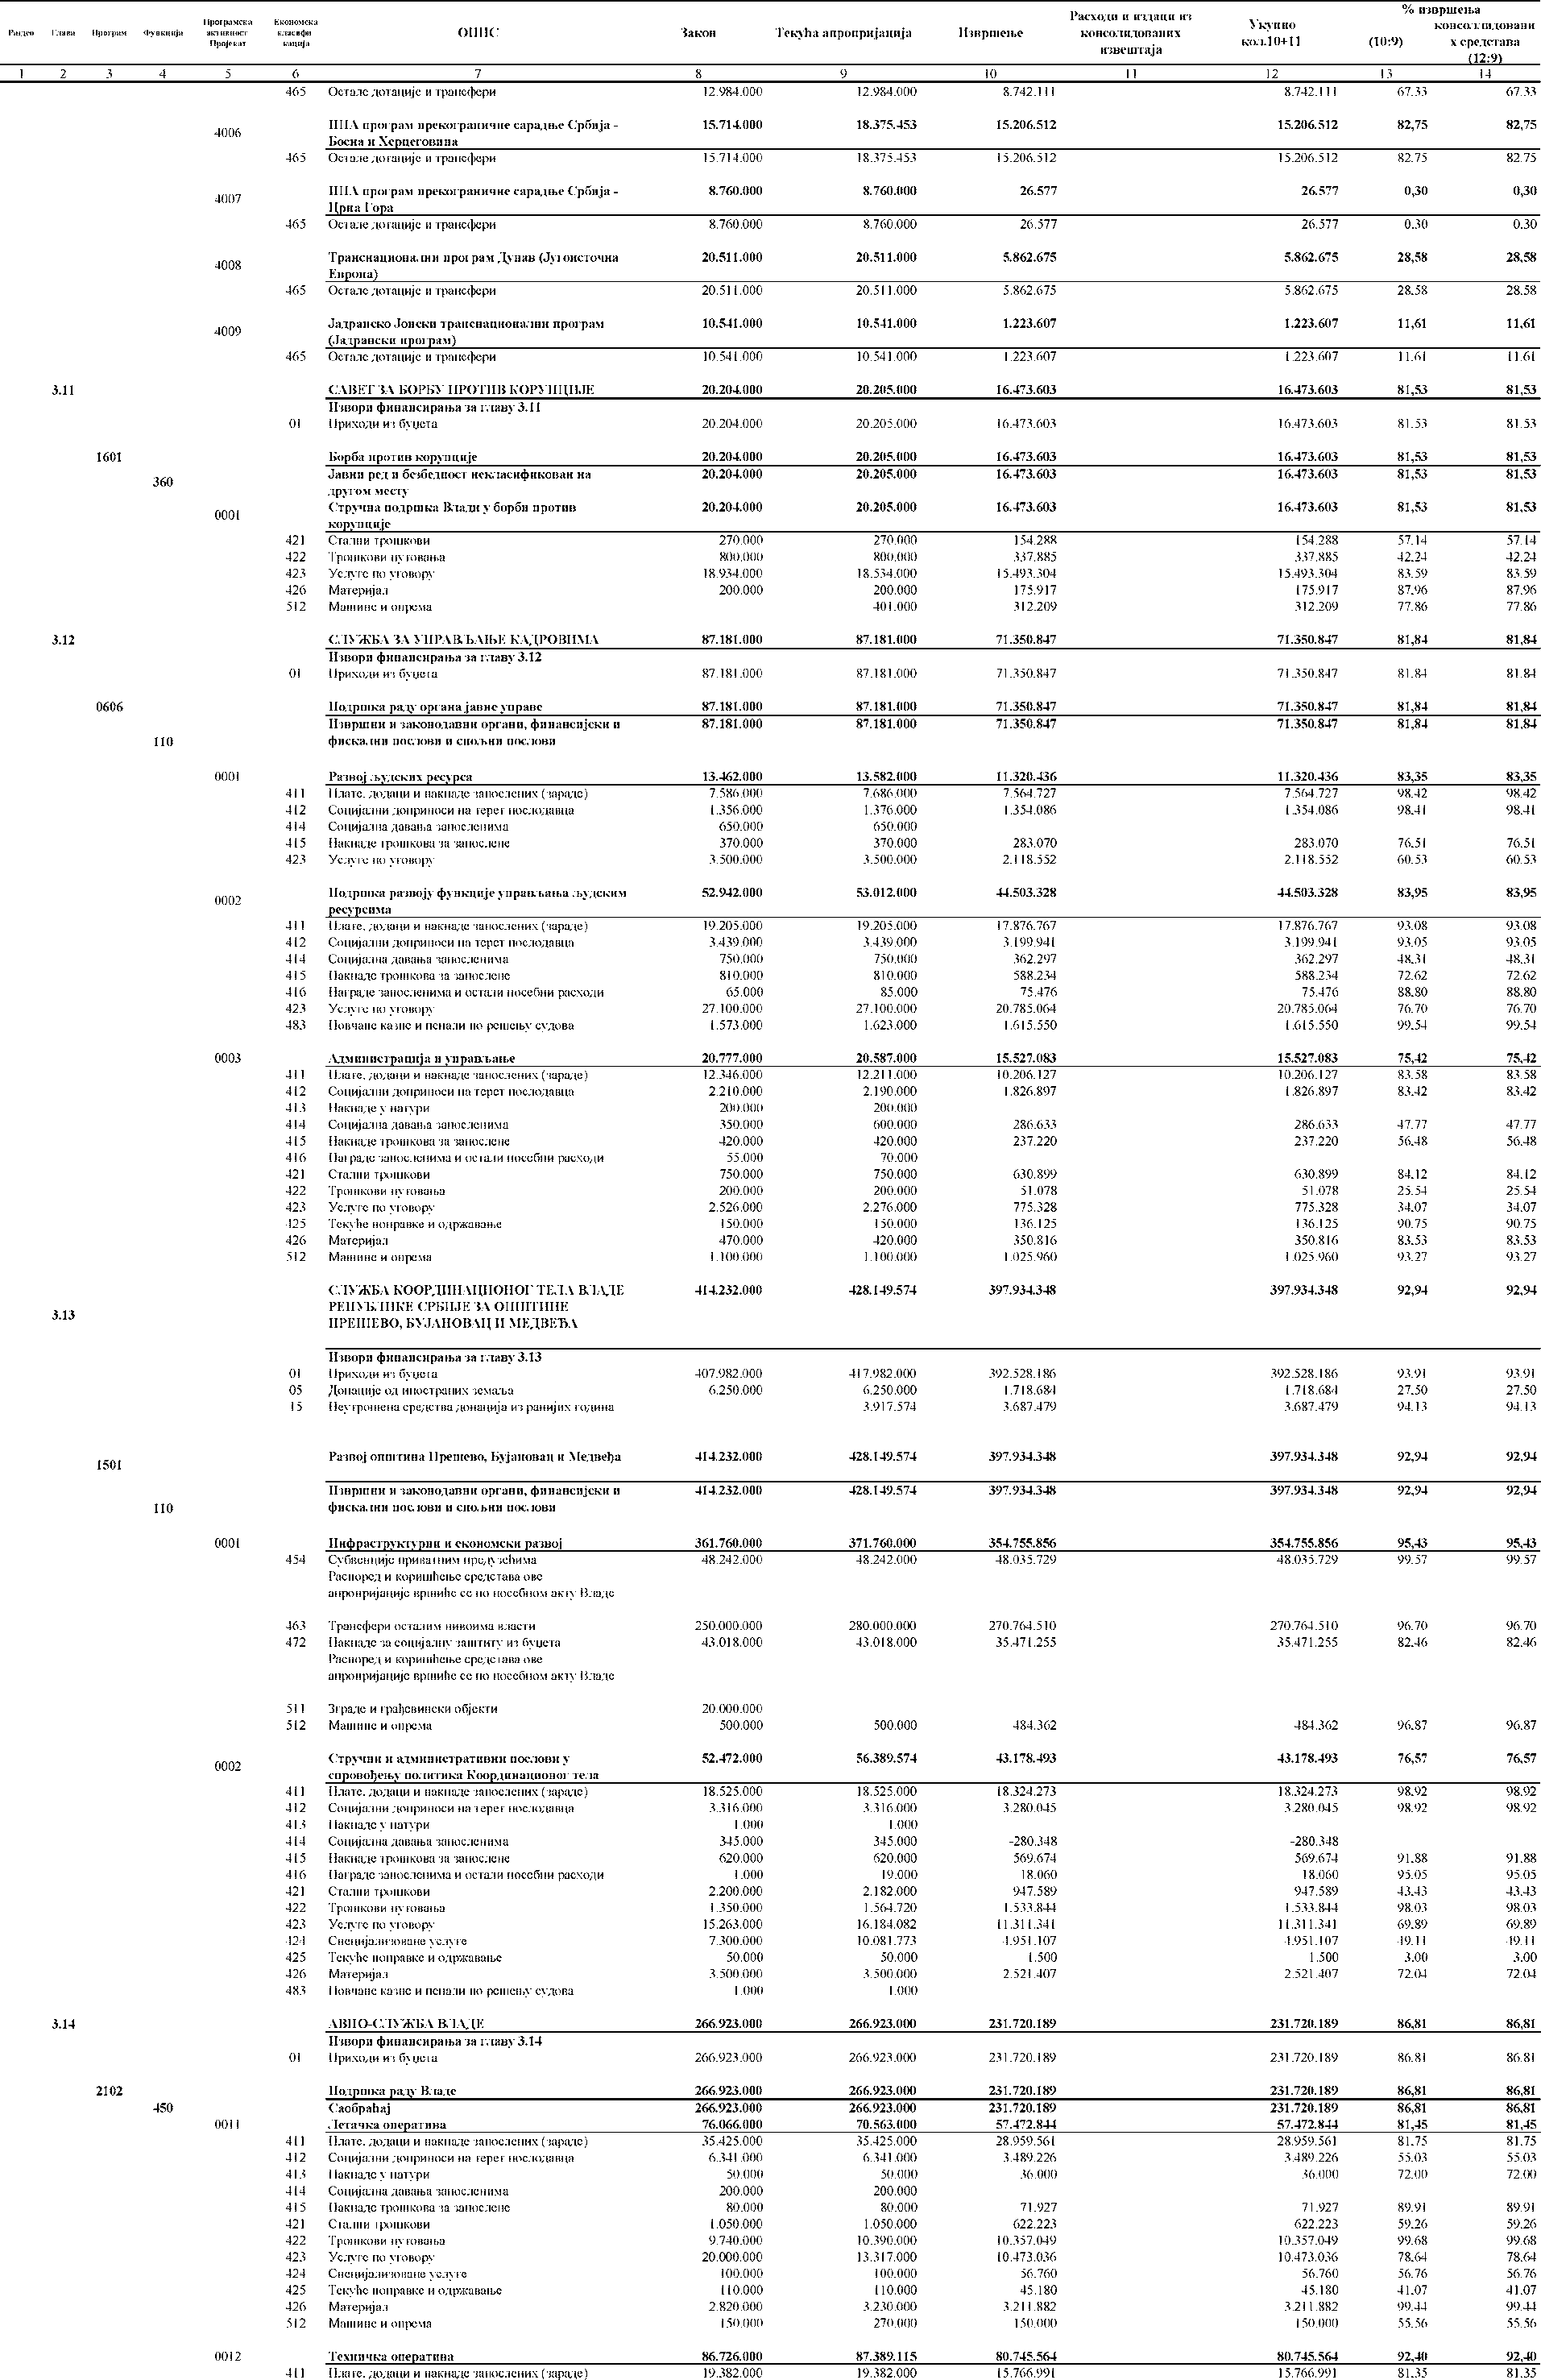 Раздео Глава Програм Функција Програмска активност Пројекат Економска класификација ОПИС Закон Текућа апропријација Извршење Расходи и издаци из консолидованих извештаја Укупно кол.10+11 % извршења (10:9) консолидованих средстава (12:9)
1 2 3 4 5 6 7 8 9 10 11 12 13 14
465 Остале дотације и трансфери 12.984.000 12.984.000 8.742.111 8.742.111 67.33 67.33
4006 ИПА програм прекограничне сарадње Србија - 15.714.000 18.375.453 15.206.512 15.206.512 82,75 82,75
Босна и Херцеговина
465 Остале дотације и трансфери 15.714.000 18.375.453 15.206.512 15.206.512 82.75 82.75
4007 ИПА програм прекограничне сарадње Србија - 8.760.000 8.760.000 26.577 26.577 0,30 0,30
Црна Гора
465 Остале дотације и трансфери 8.760.000 8.760.000 26.577 26.577 0.30 0.30
4008 Транснационални програм Дунав (Југоисточна 20.511.000 20.511.000 5.862.675 5.862.675 28,58 28,58
Европа)
465 Остале дотације и трансфери 20.511.000 20.511.000 5.862.675 5.862.675 28.58 28.58
4009 Јадранско Јонски транснационални програм 10.541.000 10.541.000 1.223.607 1.223.607 11,61 11,61
(Јадрански програм)
465 Остале дотације и трансфери 10.541.000 10.541.000 1.223.607 1.223.607 11.61 11.61
3.11 САВЕТ ЗА БОРБУ ПРОТИВ КОРУПЦИЈЕ 20.204.000 20.205.000 16.473.603 16.473.603 81,53 81,53
Извори финансирања за главу 3.11
01 Приходи из буџета 20.204.000 20.205.000 16.473.603 16.473.603 81.53 81.53
1601 Борба против корупције 20.204.000 20.205.000 16.473.603 16.473.603 81,53 81,53
360 Јавни ред и безбедност некласификован на 20.204.000 20.205.000 16.473.603 16.473.603 81,53 81,53
другом месту
0001 Стручна подршка Влади у борби против 20.204.000 20.205.000 16.473.603 16.473.603 81,53 81,53
корупције
421 Стални трошкови 270.000 270.000 154.288 154.288 57.14 57.14
422 Трошкови путовања 800.000 800.000 337.885 337.885 42.24 42.24
423 Услуге по уговору 18.934.000 18.534.000 15.493.304 15.493.304 83.59 83.59
426 Материјал 200.000 200.000 175.917 175.917 87.96 87.96
512 Машине и опрема 401.000 312.209 312.209 77.86 77.86
3.12 СЛУЖБА ЗА УПРАВЉАЊЕ КАДРОВИМА 87.181.000 87.181.000 71.350.847 71.350.847 81,84 81,84
Извори финансирања за главу 3.12
01 Приходи из буџета 87.181.000 87.181.000 71.350.847 71.350.847 81.84 81.84
0606 Подршка раду органа јавне управе 87.181.000 87.181.000 71.350.847 71.350.847 81,84 81,84
110 Извршни и законодавни органи, финансијски и 87.181.000 87.181.000 71.350.847 71.350.847 81,84 81,84
фискални послови и спољни послови
0001 Развој људских ресурса 13.462.000 13.582.000 11.320.436 11.320.436 83,35 83,35
411 Плате, додаци и накнаде запослених (зараде) 7.586.000 7.686.000 7.564.727 7.564.727 98.42 98.42
412 Социјални доприноси на терет послодавца 1.356.000 1.376.000 1.354.086 1.354.086 98.41 98.41
414 Социјална давања запосленима 650.000 650.000
415 Накнаде трошкова за запослене 370.000 370.000 283.070 283.070 76.51 76.51
423 Услуге по уговору 3.500.000 3.500.000 2.118.552 2.118.552 60.53 60.53
0002 Подршка развоју функције управљања људским 52.942.000 53.012.000 44.503.328 44.503.328 83,95 83,95
ресурсима
411 Плате, додаци и накнаде запослених (зараде) 19.205.000 19.205.000 17.876.767 17.876.767 93.08 93.08
412 Социјални доприноси на терет послодавца 3.439.000 3.439.000 3.199.941 3.199.941 93.05 93.05
414 Социјална давања запосленима 750.000 750.000 362.297 362.297 48.31 48.31
415 Накнаде трошкова за запослене 810.000 810.000 588.234 588.234 72.62 72.62
416 Награде запосленима и остали посебни расходи 65.000 85.000 75.476 75.476 88.80 88.80
423 Услуге по уговору 27.100.000 27.100.000 20.785.064 20.785.064 76.70 76.70
483 Новчане казне и пенали по решењу судова 1.573.000 1.623.000 1.615.550 1.615.550 99.54 99.54
0003 Администрација и управљање 20.777.000 20.587.000 15.527.083 15.527.083 75,42 75,42
411 Плате, додаци и накнаде запослених (зараде) 12.346.000 12.211.000 10.206.127 10.206.127 83.58 83.58
412 Социјални доприноси на терет послодавца 2.210.000 2.190.000 1.826.897 1.826.897 83.42 83.42
413 Накнаде у натури 200.000 200.000
414 Социјална давања запосленима 350.000 600.000 286.633 286.633 47.77 47.77
415 Накнаде трошкова за запослене 420.000 420.000 237.220 237.220 56.48 56.48
416 Награде запосленима и остали посебни расходи 55.000 70.000
421 Стални трошкови 750.000 750.000 630.899 630.899 84.12 84.12
422 Трошкови путовања 200.000 200.000 51.078 51.078 25.54 25.54
423 Услуге по уговору 2.526.000 2.276.000 775.328 775.328 34.07 34.07
425 Текуће поправке и одржавање 150.000 150.000 136.125 136.125 90.75 90.75
426 Материјал 470.000 420.000 350.816 350.816 83.53 83.53
512 Машине и опрема 1.100.000 1.100.000 1.025.960 1.025.960 93.27 93.27
3.13 СЛУЖБА КООРДИНАЦИОНОГ ТЕЛА ВЛАДЕ 414.232.000 428.149.574 397.934.348 397.934.348 92,94 92,94
РЕПУБЛИКЕ СРБИЈЕ ЗА ОПШТИНЕ
ПРЕШЕВО, БУЈАНОВАЦ И МЕДВЕЂА
Извори финансирања за главу 3.13
01 Приходи из буџета 407.982.000 417.982.000 392.528.186 392.528.186 93.91 93.91
05 Донације од иностраних земаља 6.250.000 6.250.000 1.718.684 1.718.684 27.50 27.50
15 Неутрошена средства донација из ранијих година 3.917.574 3.687.479 3.687.479 94.13 94.13
1501 Развој општина Прешево, Бујановац и Медвеђа 414.232.000 428.149.574 397.934.348 397.934.348 92,94 92,94
110 Извршни и законодавни органи, финансијски и 414.232.000 428.149.574 397.934.348 397.934.348 92,94 92,94
фискални послови и спољни послови
0001 Инфраструктурни и економски развој 361.760.000 371.760.000 354.755.856 354.755.856 95,43 95,43
454 Субвенције приватним предузећима 48.242.000 48.242.000 48.035.729 48.035.729 99.57 99.57
Распоред и коришћење средстава ове
апропријације вршиће се по посебном акту Владе
463 Трансфери осталим нивоима власти 250.000.000 280.000.000 270.764.510 270.764.510 96.70 96.70
472 Накнаде за социјалну заштиту из буџета 43.018.000 43.018.000 35.471.255 35.471.255 82.46 82.46
Распоред и коришћење средстава ове
апропријације вршиће се по посебном акту Владе
511 Зграде и грађевински објекти 20.000.000
512 Машине и опрема 500.000 500.000 484.362 484.362 96.87 96.87
0002 Стручни и административни послови у 52.472.000 56.389.574 43.178.493 43.178.493 76,57 76,57
спровођењу политика Координационог тела
411 Плате, додаци и накнаде запослених (зараде) 18.525.000 18.525.000 18.324.273 18.324.273 98.92 98.92
412 Социјални доприноси на терет послодавца 3.316.000 3.316.000 3.280.045 3.280.045 98.92 98.92
413 Накнаде у натури 1.000 1.000
414 Социјална давања запосленима 345.000 345.000 -280.348 -280.348
415 Накнаде трошкова за запослене 620.000 620.000 569.674 569.674 91.88 91.88
416 Награде запосленима и остали посебни расходи 1.000 19.000 18.060 18.060 95.05 95.05
421 Стални трошкови 2.200.000 2.182.000 947.589 947.589 43.43 43.43
422 Трошкови путовања 1.350.000 1.564.720 1.533.844 1.533.844 98.03 98.03
423 Услуге по уговору 15.263.000 16.184.082 11.311.341 11.311.341 69.89 69.89
424 Специјализоване услуге 7.300.000 10.081.773 4.951.107 4.951.107 49.11 49.11
425 Текуће поправке и одржавање 50.000 50.000 1.500 1.500 3.00 3.00
426 Материјал 3.500.000 3.500.000 2.521.407 2.521.407 72.04 72.04
483 Новчане казне и пенали по решењу судова 1.000 1.000
3.14 АВИО-СЛУЖБА ВЛАДЕ 266.923.000 266.923.000 231.720.189 231.720.189 86,81 86,81
Извори финансирања за главу 3.14
01 Приходи из буџета 266.923.000 266.923.000 231.720.189 231.720.189 86.81 86.81
2102 Подршка раду Владе 266.923.000 266.923.000 231.720.189 231.720.189 86,81 86,81
450 Саобраћај 266.923.000 266.923.000 231.720.189 231.720.189 86,81 86,81
0011 Летачка оператива 76.066.000 70.563.000 57.472.844 57.472.844 81,45 81,45
411 Плате, додаци и накнаде запослених (зараде) 35.425.000 35.425.000 28.959.561 28.959.561 81.75 81.75
412 Социјални доприноси на терет послодавца 6.341.000 6.341.000 3.489.226 3.489.226 55.03 55.03
413 Накнаде у натури 50.000 50.000 36.000 36.000 72.00 72.00
414 Социјална давања запосленима 200.000 200.000
415 Накнаде трошкова за запослене 80.000 80.000 71.927 71.927 89.91 89.91
421 Стални трошкови 1.050.000 1.050.000 622.223 622.223 59.26 59.26
422 Трошкови путовања 9.740.000 10.390.000 10.357.049 10.357.049 99.68 99.68
423 Услуге по уговору 20.000.000 13.317.000 10.473.036 10.473.036 78.64 78.64
424 Специјализоване услуге 100.000 100.000 56.760 56.760 56.76 56.76
425 Текуће поправке и одржавање 110.000 110.000 45.180 45.180 41.07 41.07
426 Материјал 2.820.000 3.230.000 3.211.882 3.211.882 99.44 99.44
512 Машине и опрема 150.000 270.000 150.000 150.000 55.56 55.56
0012 Техничка оператива 86.726.000 87.389.115 80.745.564 80.745.564 92,40 92,40
411 Плате, додаци и накнаде запослених (зараде) 19.382.000 19.382.000 15.766.991 15.766.991 81.35 81.35